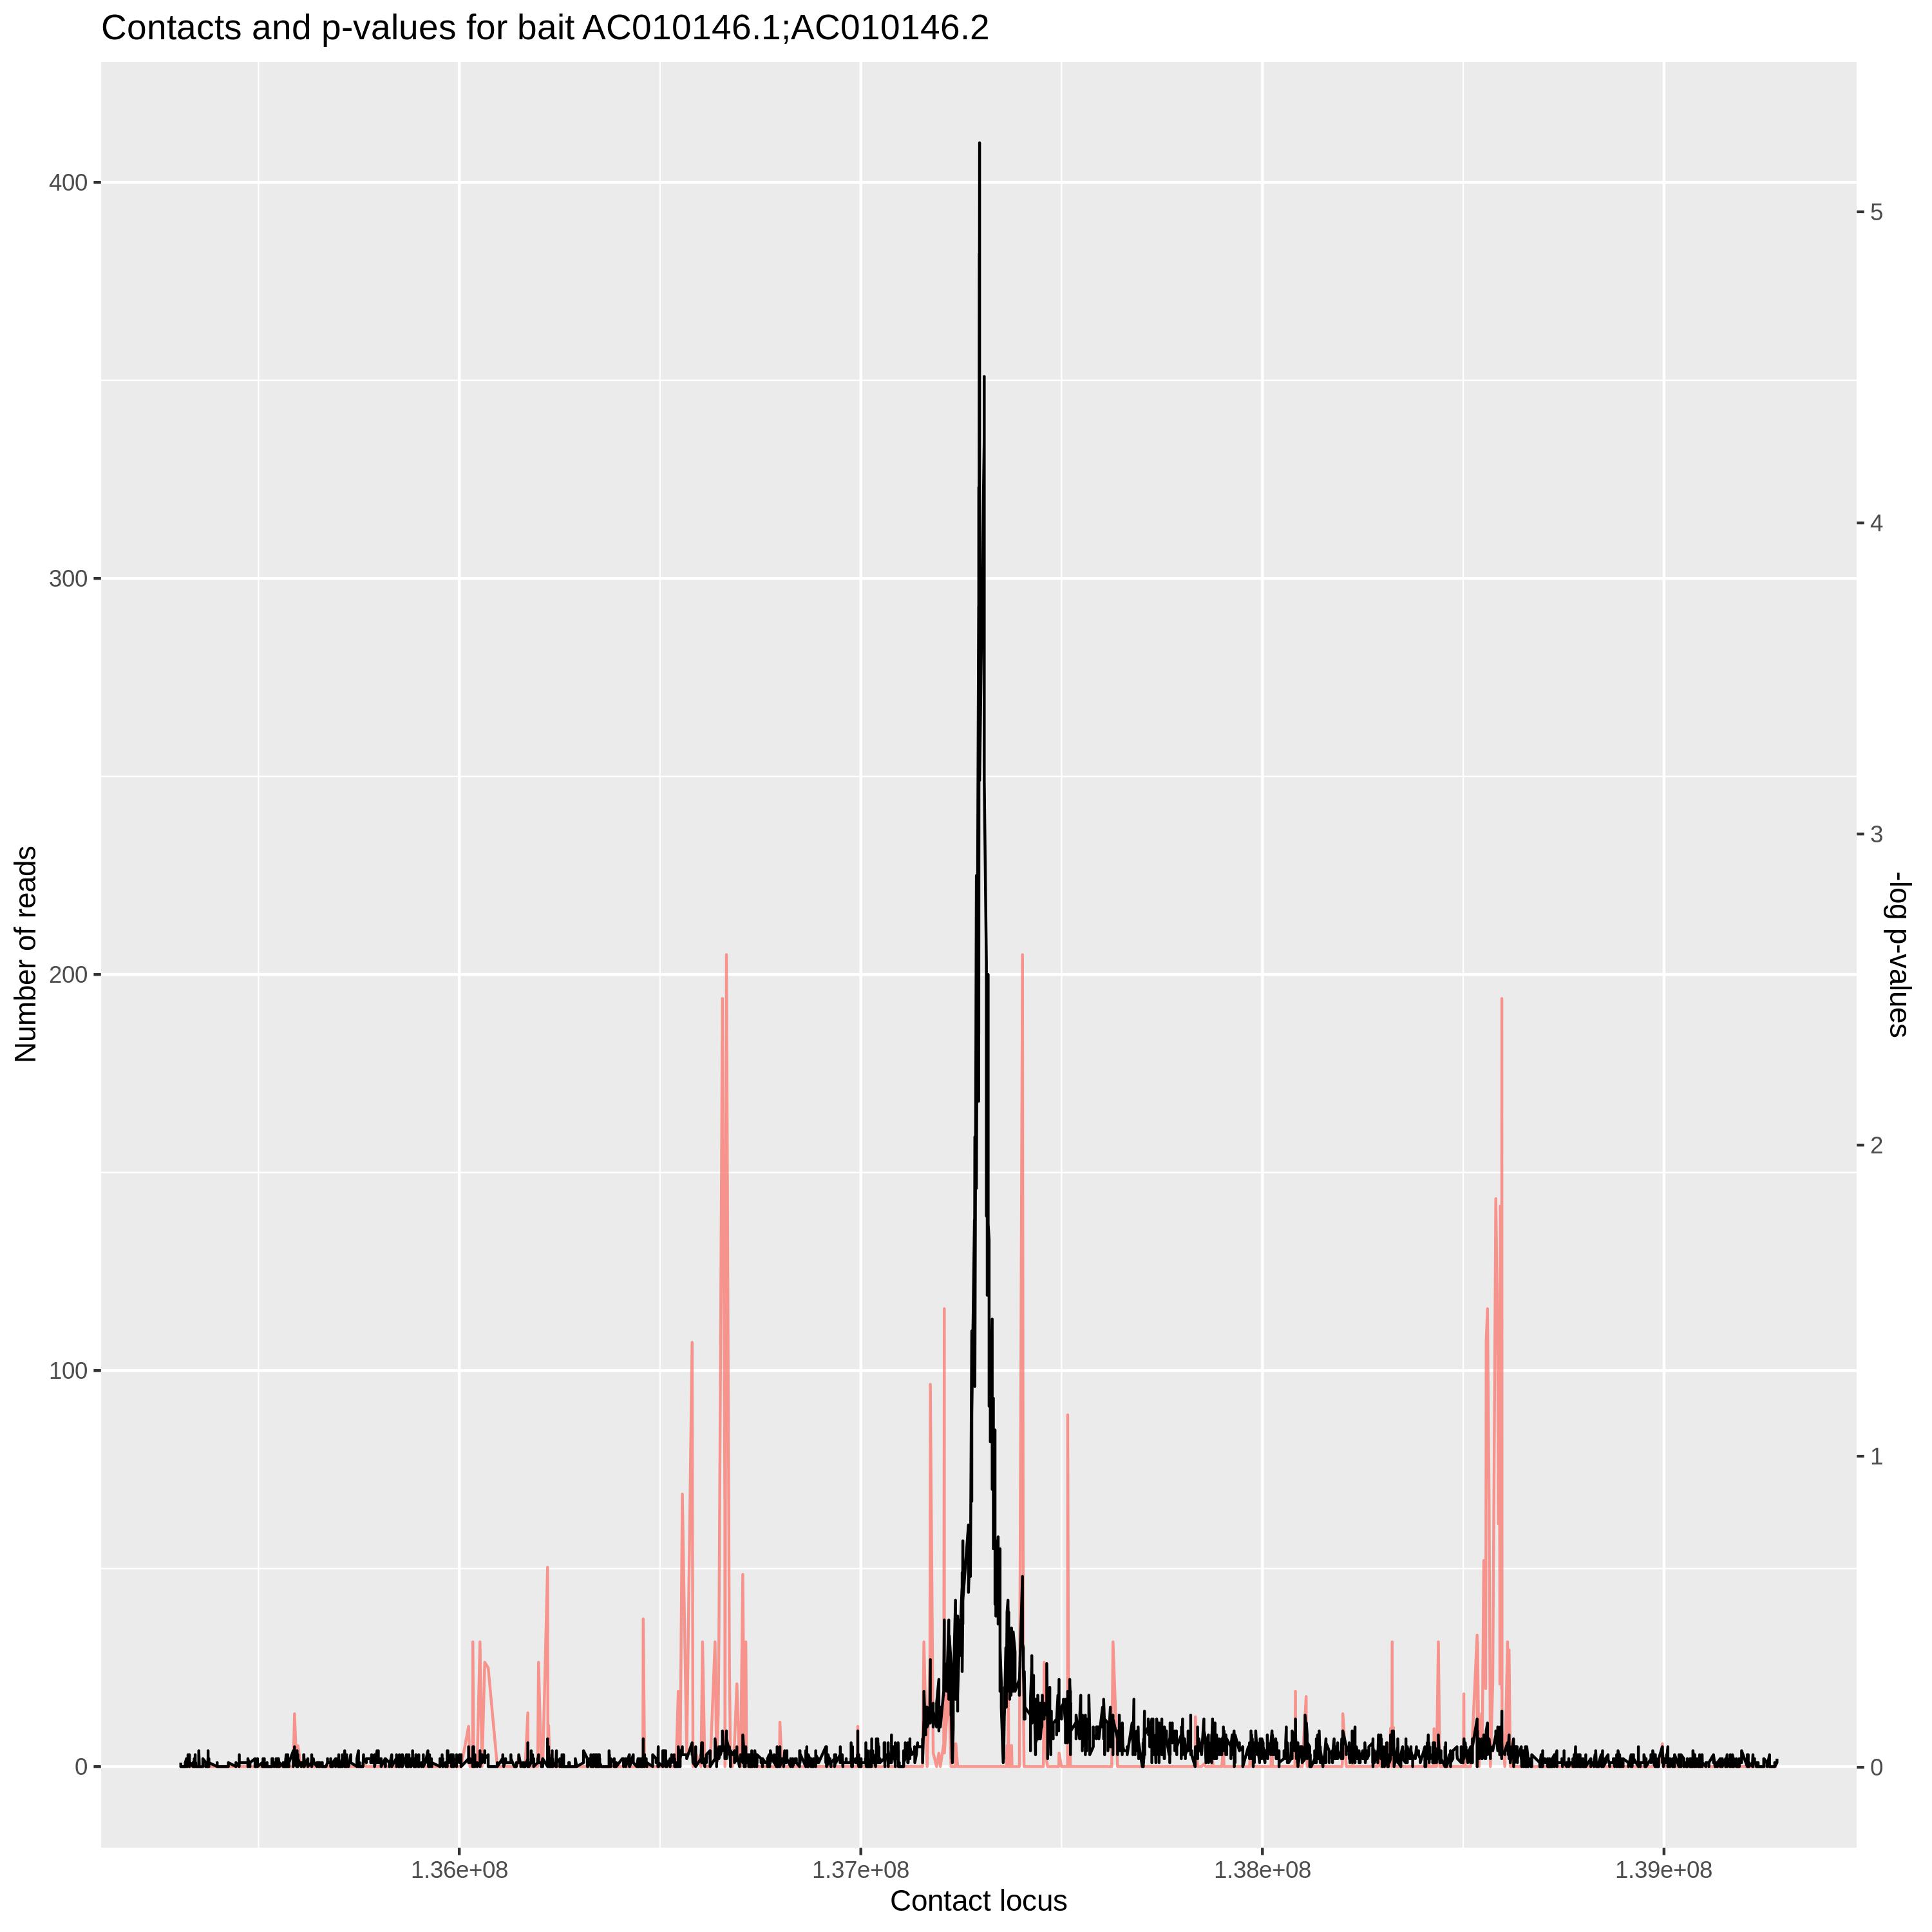 Contacts and p-values for bait AC010146.1;AC010146.2
400
300
200
100
0
Number of reads
5
4
3
2
1
0
-log p-values
1.36e+08
1.37e+08
1.38e+08
1.39e+08
Contact locus